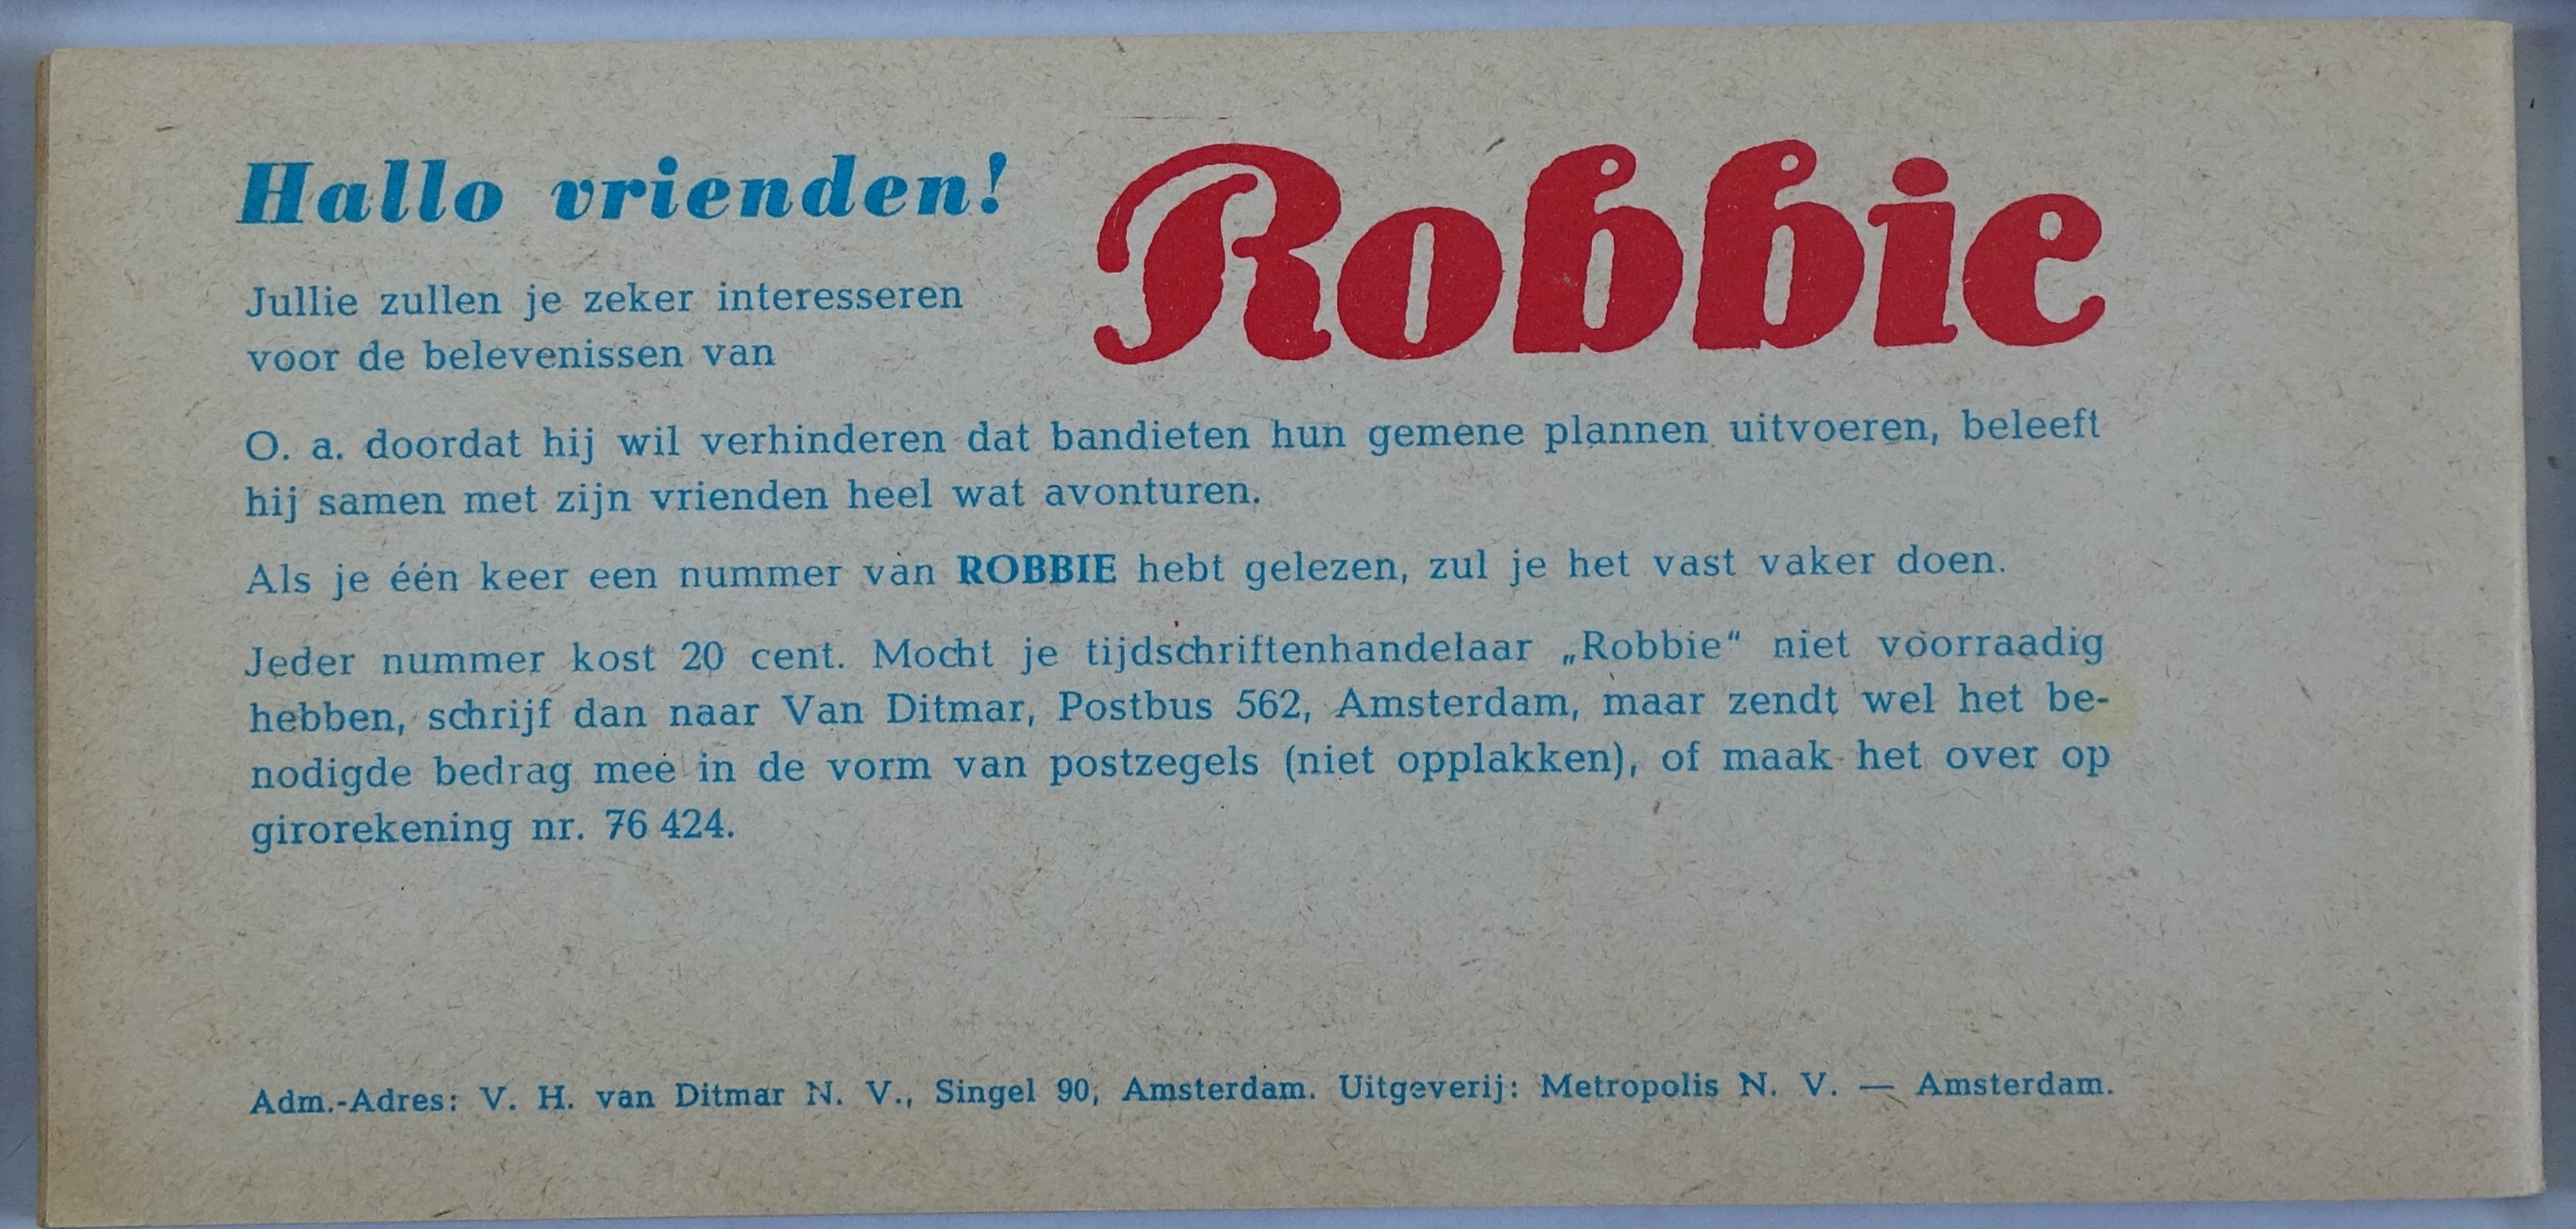 Hallo vrienden!
Robbie
Jullie zullen je zeker interesseren
voor de belevenissen van
O. a. doordat hij wil verhinderen dat bandieten hun gemene plannen uitvoeren, beleeft
hij samen met zijn vrienden heel wat avonturen.
Als je één keer een nummer van ROBBIE hebt gelezen, zul je het vast vaker doen.
Jeder nummer kost 20 cent. Mocht je tijdschriftenhandelaar „Robbie“ niet voorraadig
hebben, schrijf dan naar Van Ditmar, Postbus 562, Amsterdam, maar zendt wel het be-
nodigde bedrag mee in de vorm van postzegels (niet opplakken), of maak het over op
girorekening nr. 76 424.
Adm.-Adres: V. H. van Ditmar N. V., Singel 90, Amsterdam. Uitgeverij: Metropolis N. V. — Amsterdam.